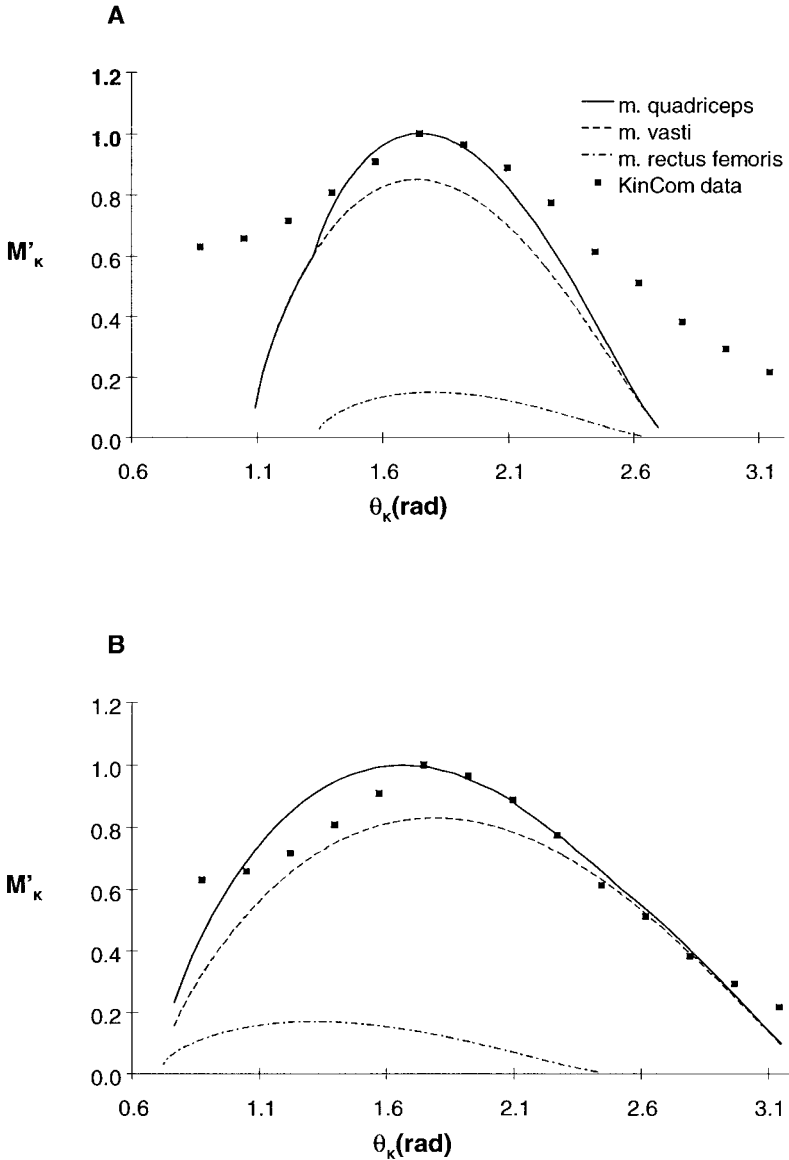 A
1.2
1.0
0.8
0.6
0.4
0.2
0.0
M'κ
0.6 1.1 1.6 2.1 2.6 3.1
θκ(rad)
m. quadriceps
m. vasti
m. rectus femoris
KinCom data
B
1.2
1.0
0.8
0.6
0.4
0.2
0.0
M'κ
0.6 1.1 1.6 2.1 2.6 3.1
θκ(rad)